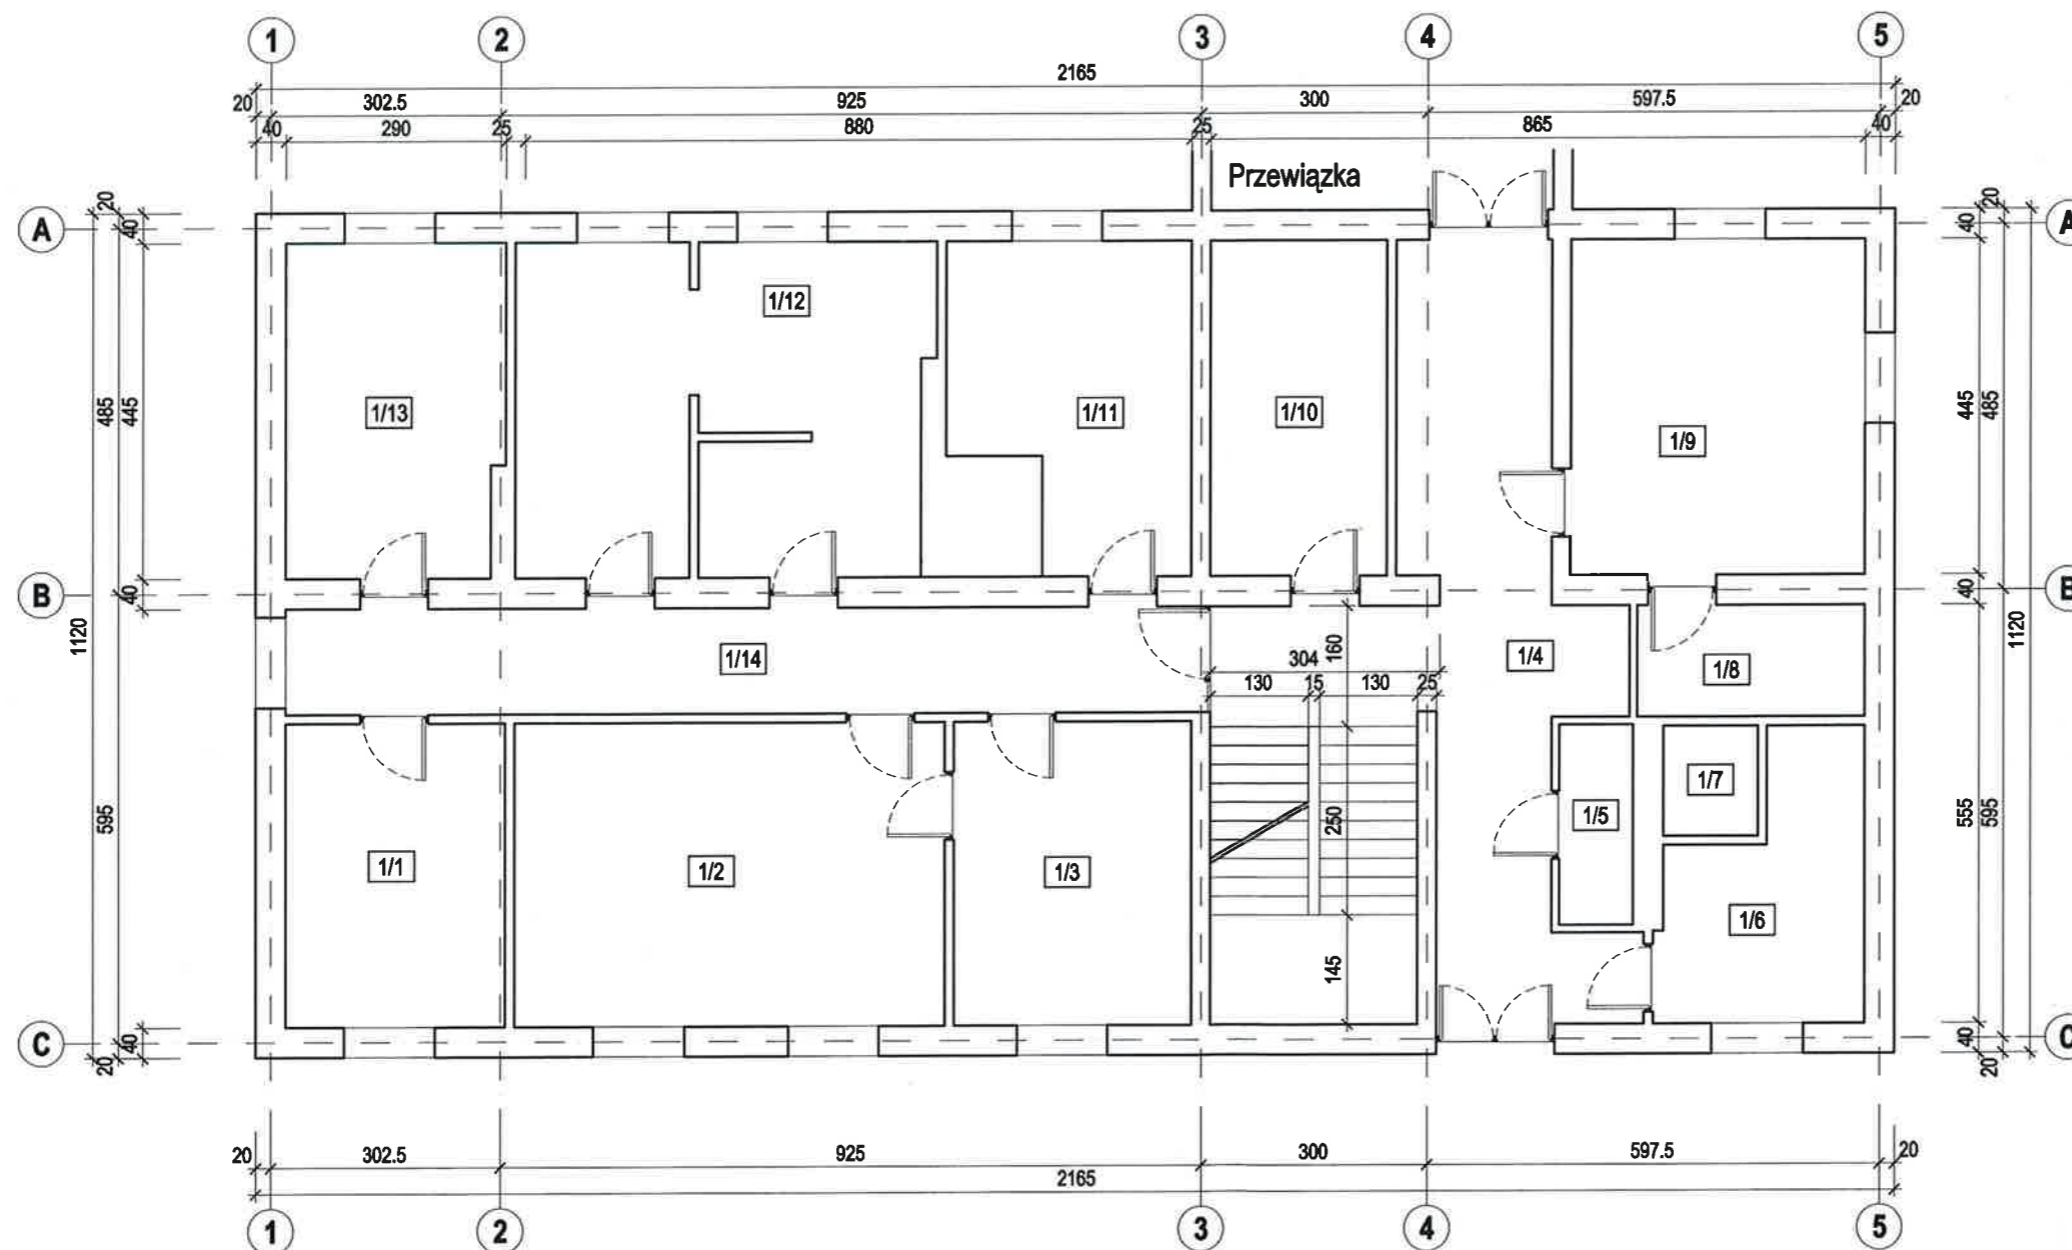 1 2 3 4 5
2165
20 302.5 925 300 597.5 20
40 290 25 880 25 865 40
Przewiązka
A 20 40 20 40 A
1/12
485 445 1/13 1/11 1/10 1/9 445 485
B 40 40 B
1120 1/14 304 160 1/4 1/8 1120
130 15 130 25
595 1/1 1/2 1/3 250 1/5 1/7 555 595
1/6
145
C 40 20 40 20 C
20 302.5 925 300 597.5 20
2165
1 2 3 4 5